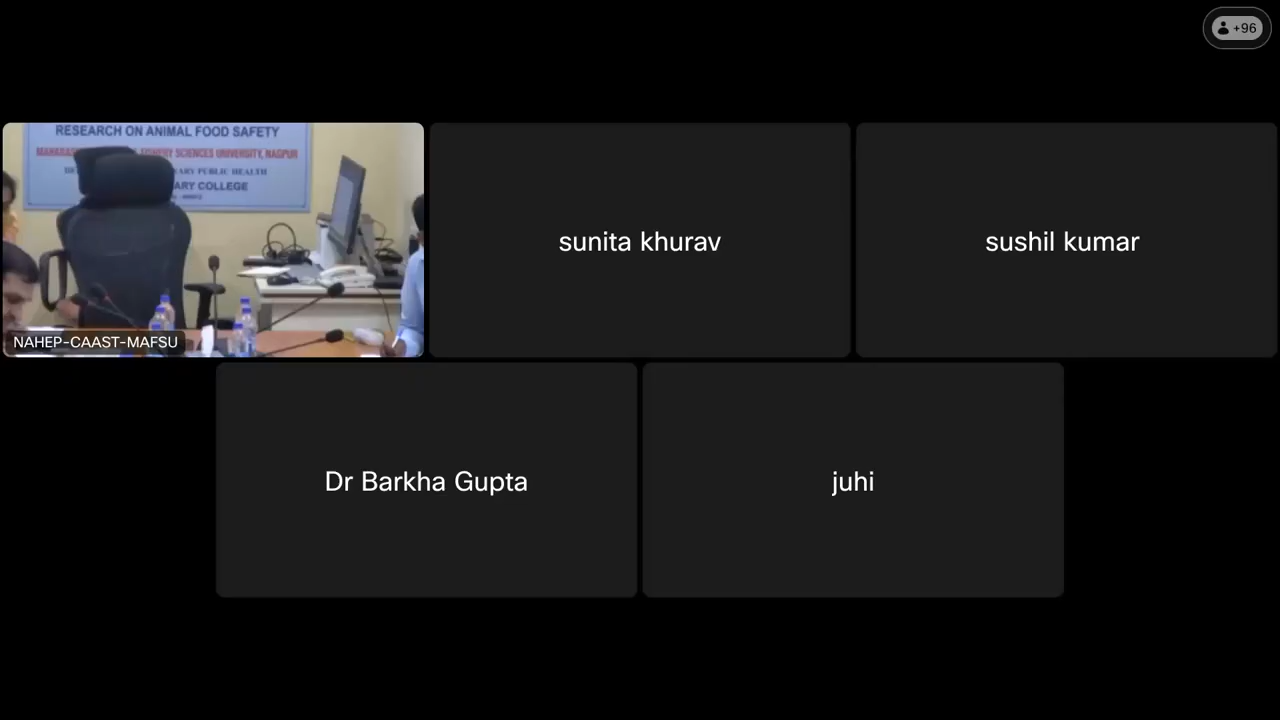 +96
RESEARCH ON ANIMAL FOOD SAFETY
SCIENCES UNIVERSITY, NAGPUR
PUBLIC HEALTH
COLLEGE
NAHEP-CAAST-MAFSU
sunita khurav
sushil kumar
Dr Barkha Gupta
juhi